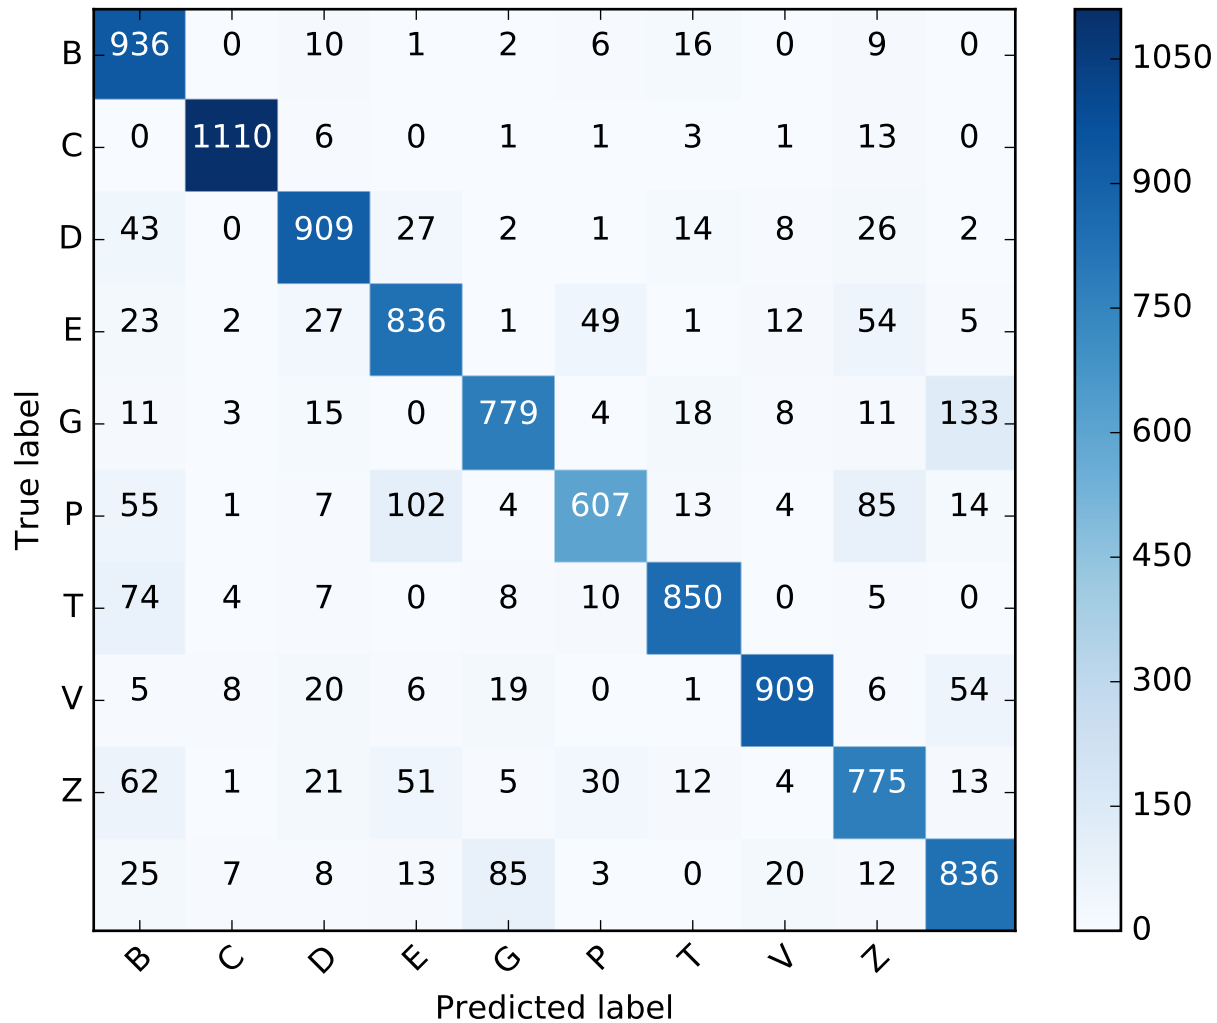 B 936 0 10 1 2 6 16 0 9 0
C 0 1110 6 0 1 1 3 1 13 0
D 43 0 909 27 2 1 14 8 26 2
E 23 2 27 836 1 49 1 12 54 5
G 11 3 15 0 779 4 18 8 11 133
P 55 1 7 102 4 607 13 4 85 14
T 74 4 7 0 8 10 850 0 5 0
V 5 8 20 6 19 0 1 909 6 54
Z 62 1 21 51 5 30 12 4 775 13
25 7 8 13 85 3 0 20 12 836
B C D E G P T V Z
Predicted label
True label
1050
900
750
600
450
300
150
0